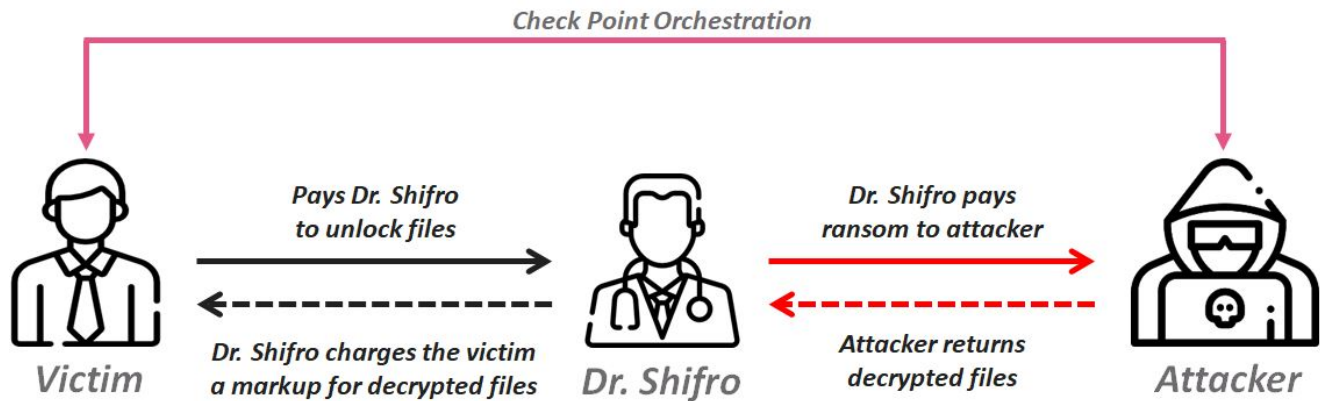 Check Point Orchestration
Pays Dr. Shifro
to unlock files
Dr. Shifro pays
ransom to attacker
Dr. Shifro charges the victim
a markup for decrypted files
Attacker returns
decrypted files
Victim
Dr. Shifro
Attacker